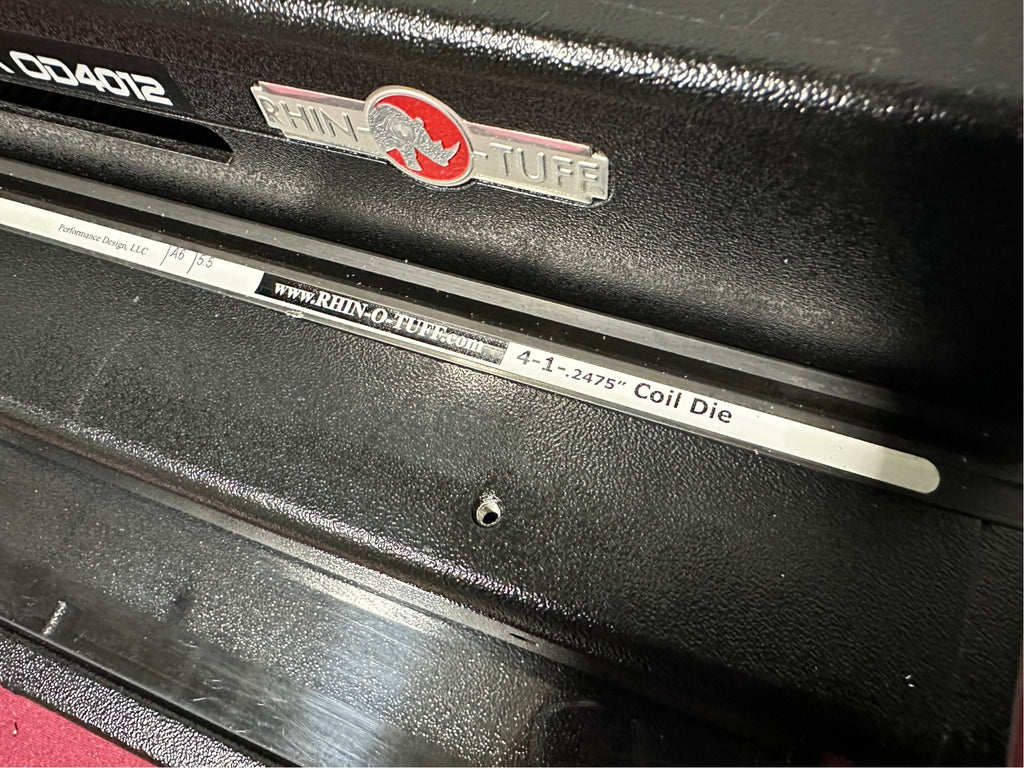 OD4012
RHIN-O-TUFF
Performance Design, LLC
A6
5.5
www.RHIN-O-TUFF.com
4-1-.2475” Coil Die